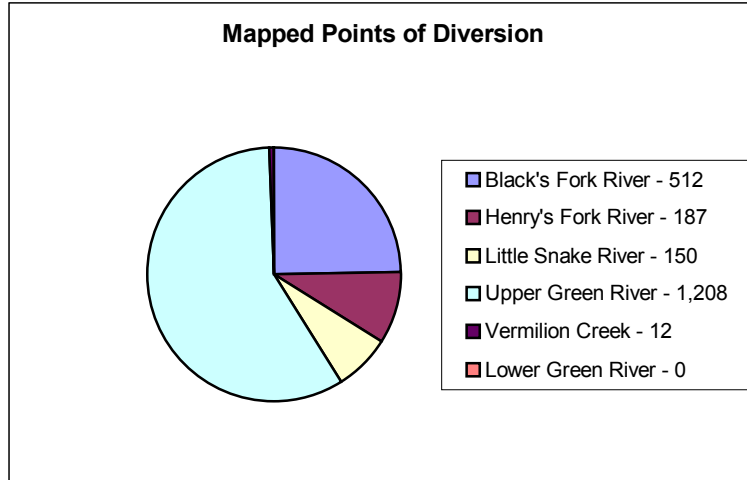 Mapped Points of Diversion
Black's Fork River - 512
Henry's Fork River - 187
Little Snake River - 150
Upper Green River - 1,208
Vermilion Creek - 12
Lower Green River - 0